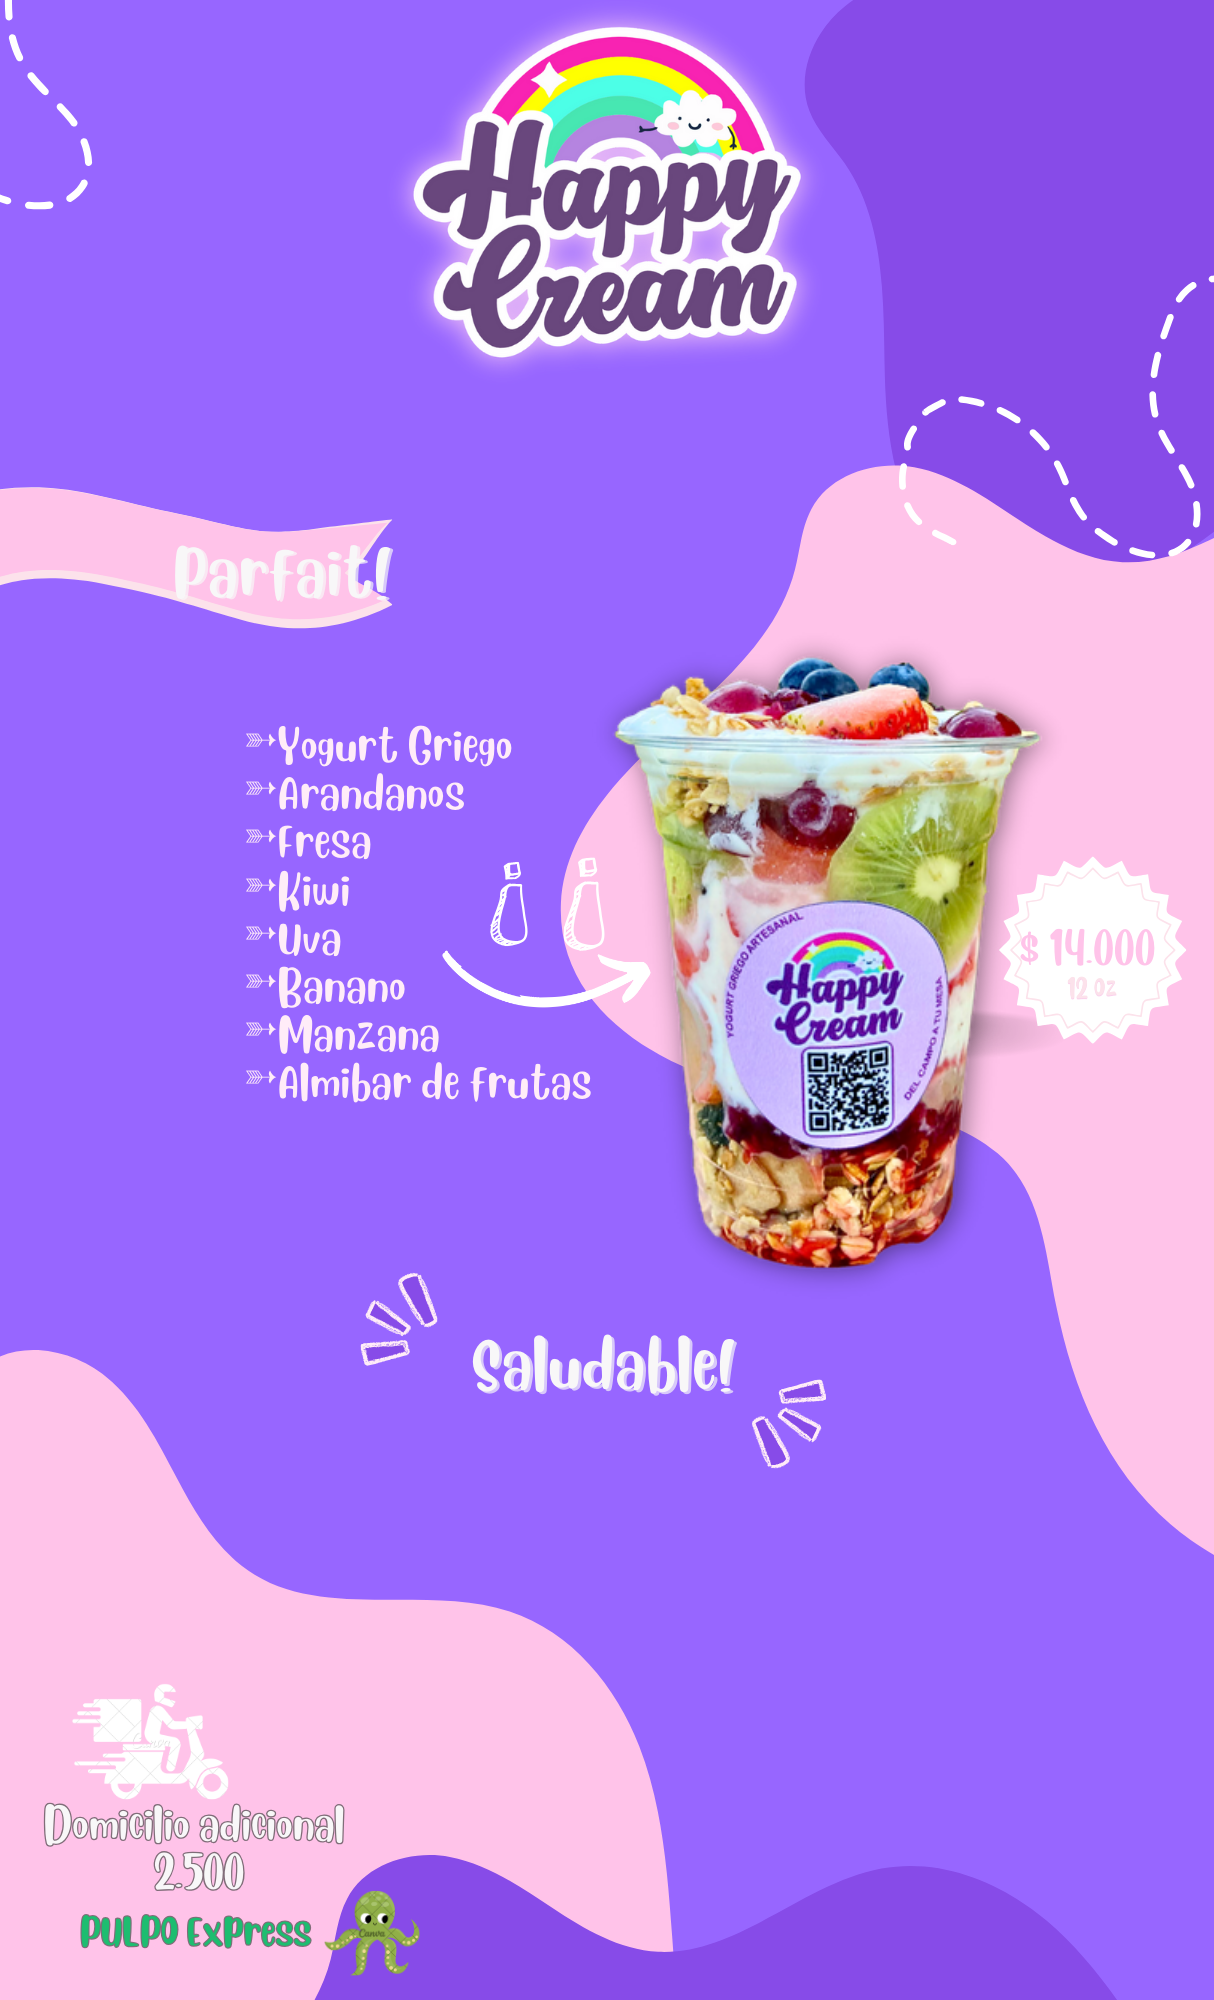 Happy
Cream
Parfait!
Yogurt Griego
Arandanos
Fresa
Kiwi
Uva
Banano
Manzana
Almibar de Frutas
YOGURT GRIEGO ARTESANAL
Happy
Cream
DEL CAMPO A TU MESA
$ 14.000
12 oz
Saludable!
Domicilio adicional
2.500
PULPO Express
Canva